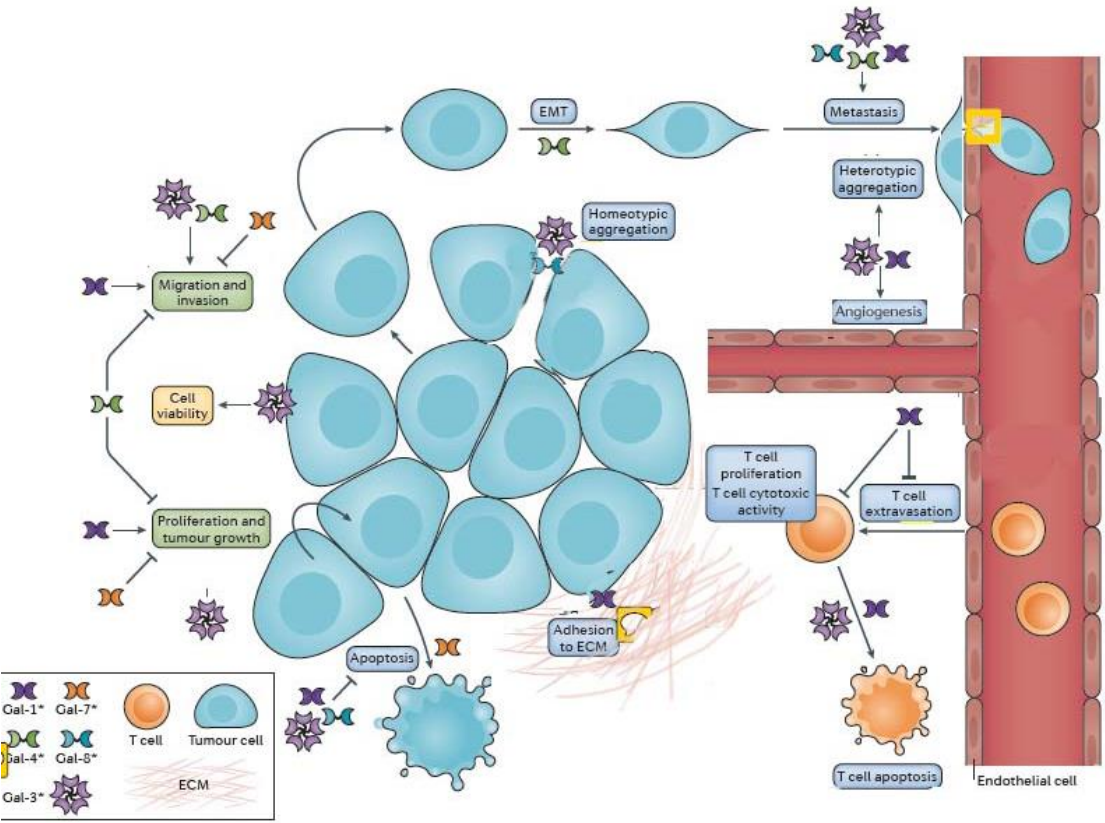 EMT
Metastasis
Heterotypic
aggregation
Homeotypic
aggregation
Migration and
invasion
Angiogenesis
Cell
viability
T cell
proliferation
T cell cytotoxic
activity
T cell
extravasation
Proliferation and
tumour growth
Adhesion
to ECM
Apoptosis
Gal-1* Gal-7*
T cell Tumour cell
Gal-4* Gal-8*
Gal-3*
ECM
T cell apoptosis
Endothelial cell